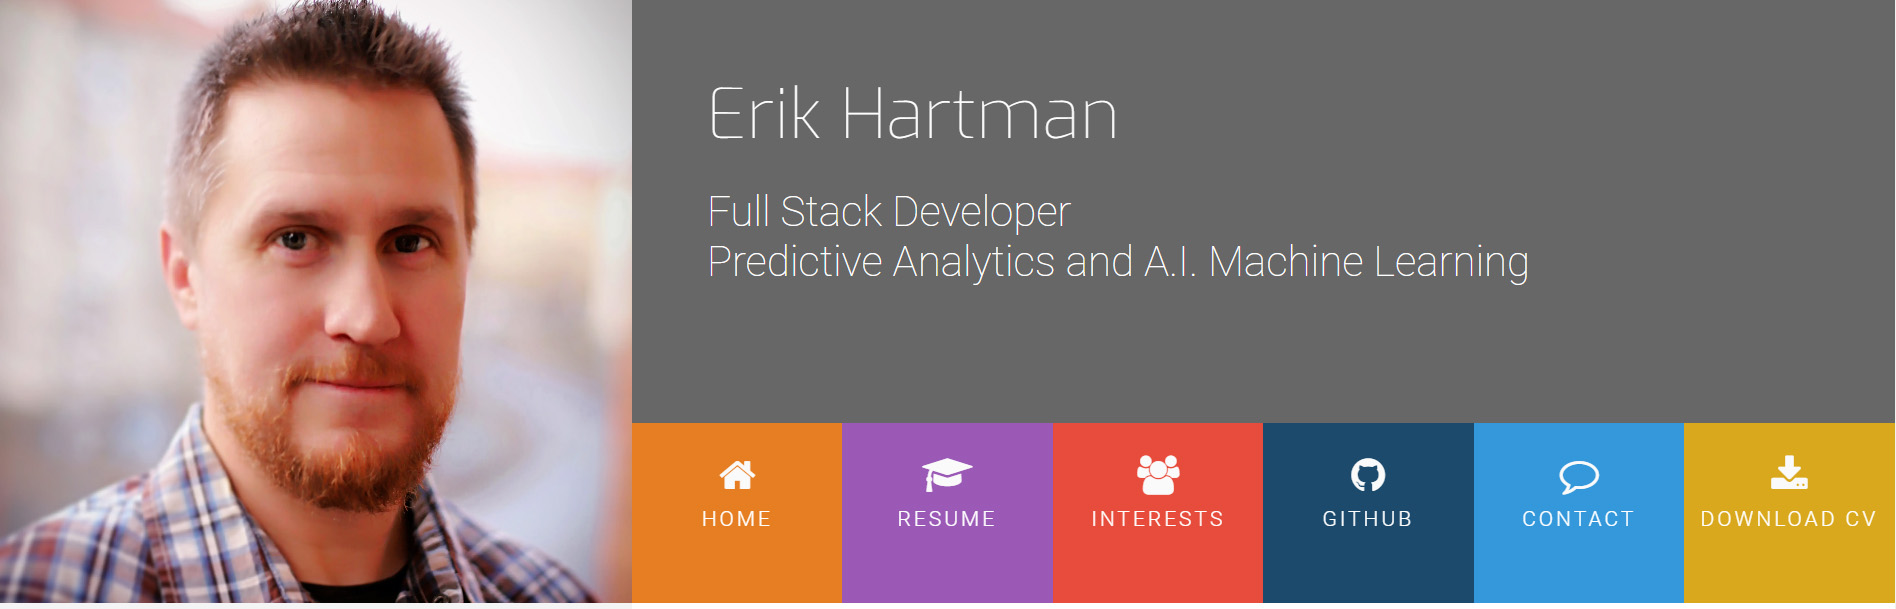 Erik Hartman
Full Stack Developer
Predictive Analytics and A.I. Machine Learning
HOME
RESUME
INTERESTS
GITHUB
CONTACT
DOWNLOAD CV